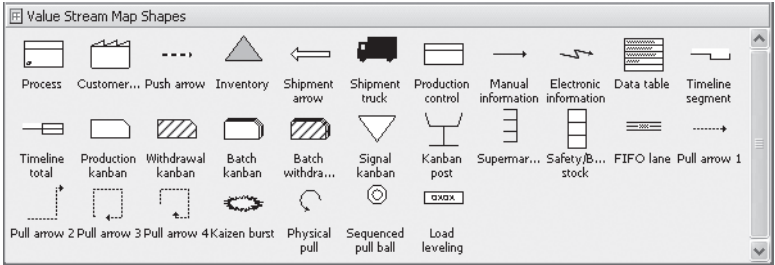 Value Stream Map Shapes
Process Customer... Push arrow Inventory Shipment arrow Shipment truck Production control Manual information Electronic information Data table Timeline segment
Timeline total Production kanban Withdrawal kanban Batch kanban Batch withdra... Signal kanban Kanban post Supermar... Safety/B... stock FIFO lane Pull arrow 1
Pull arrow 2 Pull arrow 3 Pull arrow 4 Kaizen burst Physical pull Sequenced pull ball Load leveling